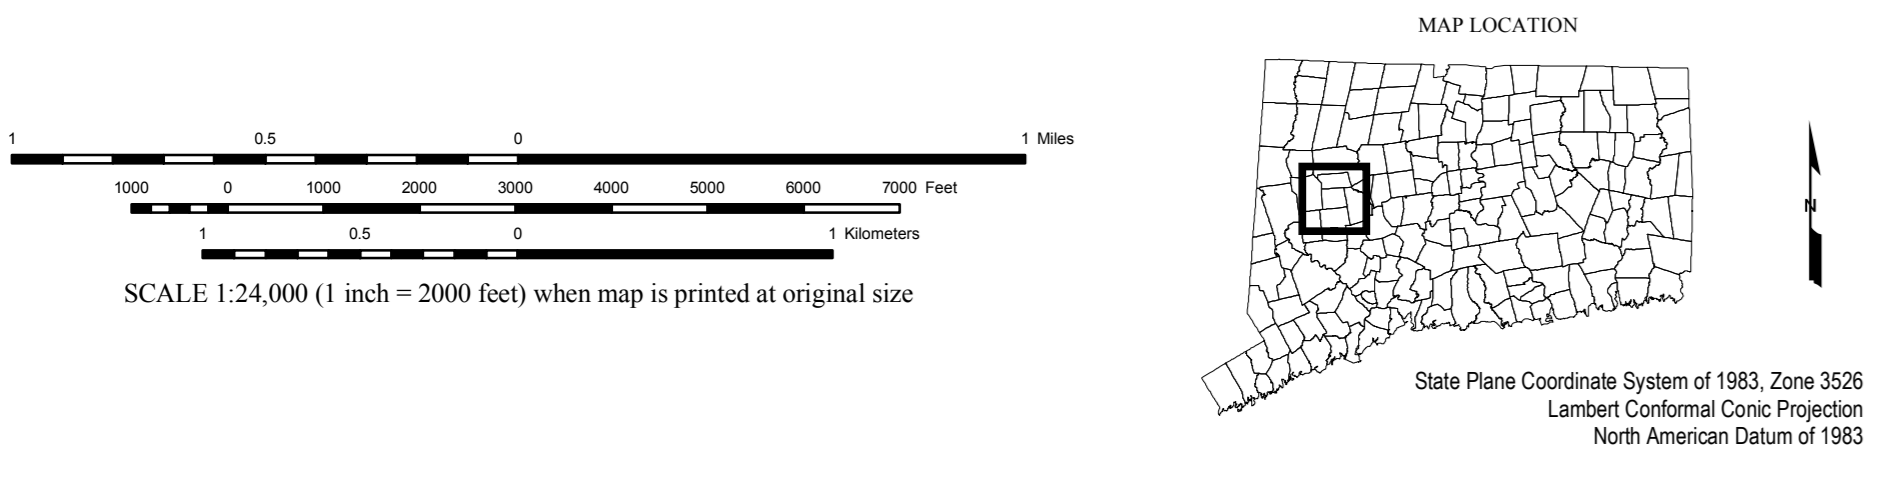 MAP LOCATION
1 0.5 0 1 Miles
1000 0 1000 2000 3000 4000 5000 6000 7000 Feet
1 0.5 0 1 Kilometers
SCALE 1:24,000 (1 inch = 2000 feet) when map is printed at original size
N
State Plane Coordinate System of 1983, Zone 3526
Lambert Conformal Conic Projection
North American Datum of 1983